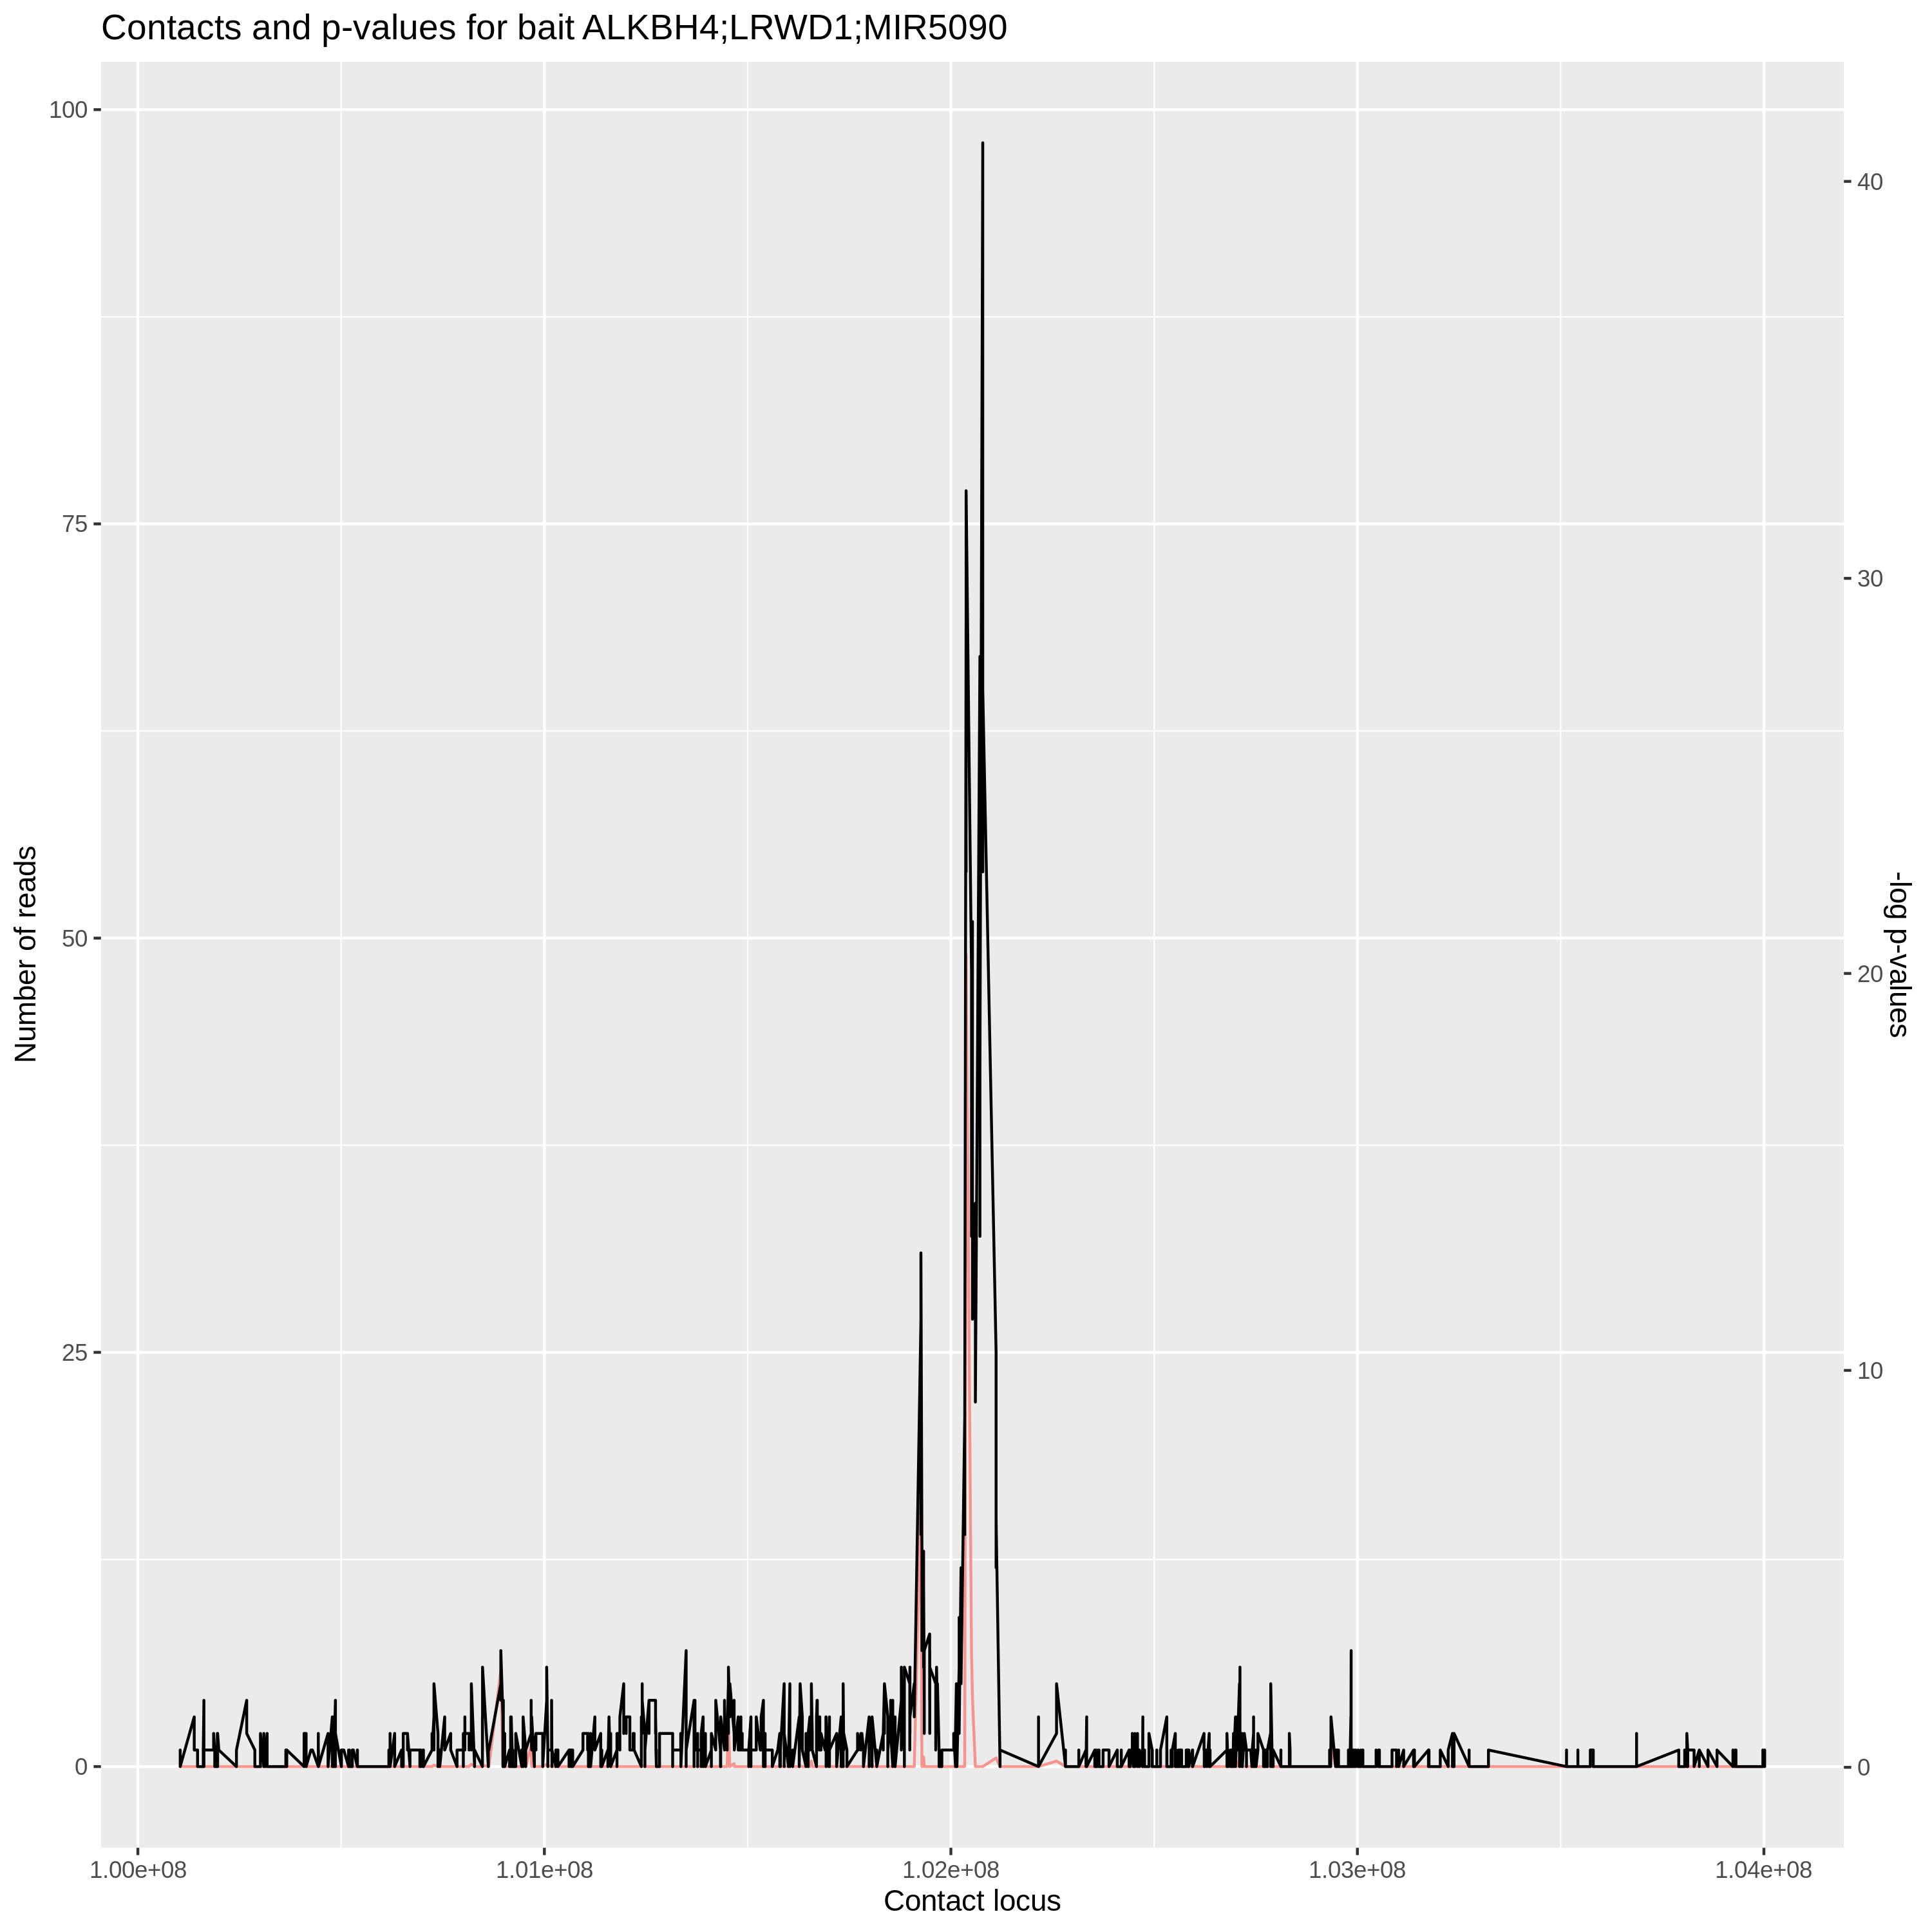 Contacts and p-values for bait ALKBH4;LRWD1;MIR5090
100
75
50
25
0
Number of reads
40
30
20
10
0
-log p-values
1.00e+08
1.01e+08
1.02e+08
1.03e+08
1.04e+08
Contact locus